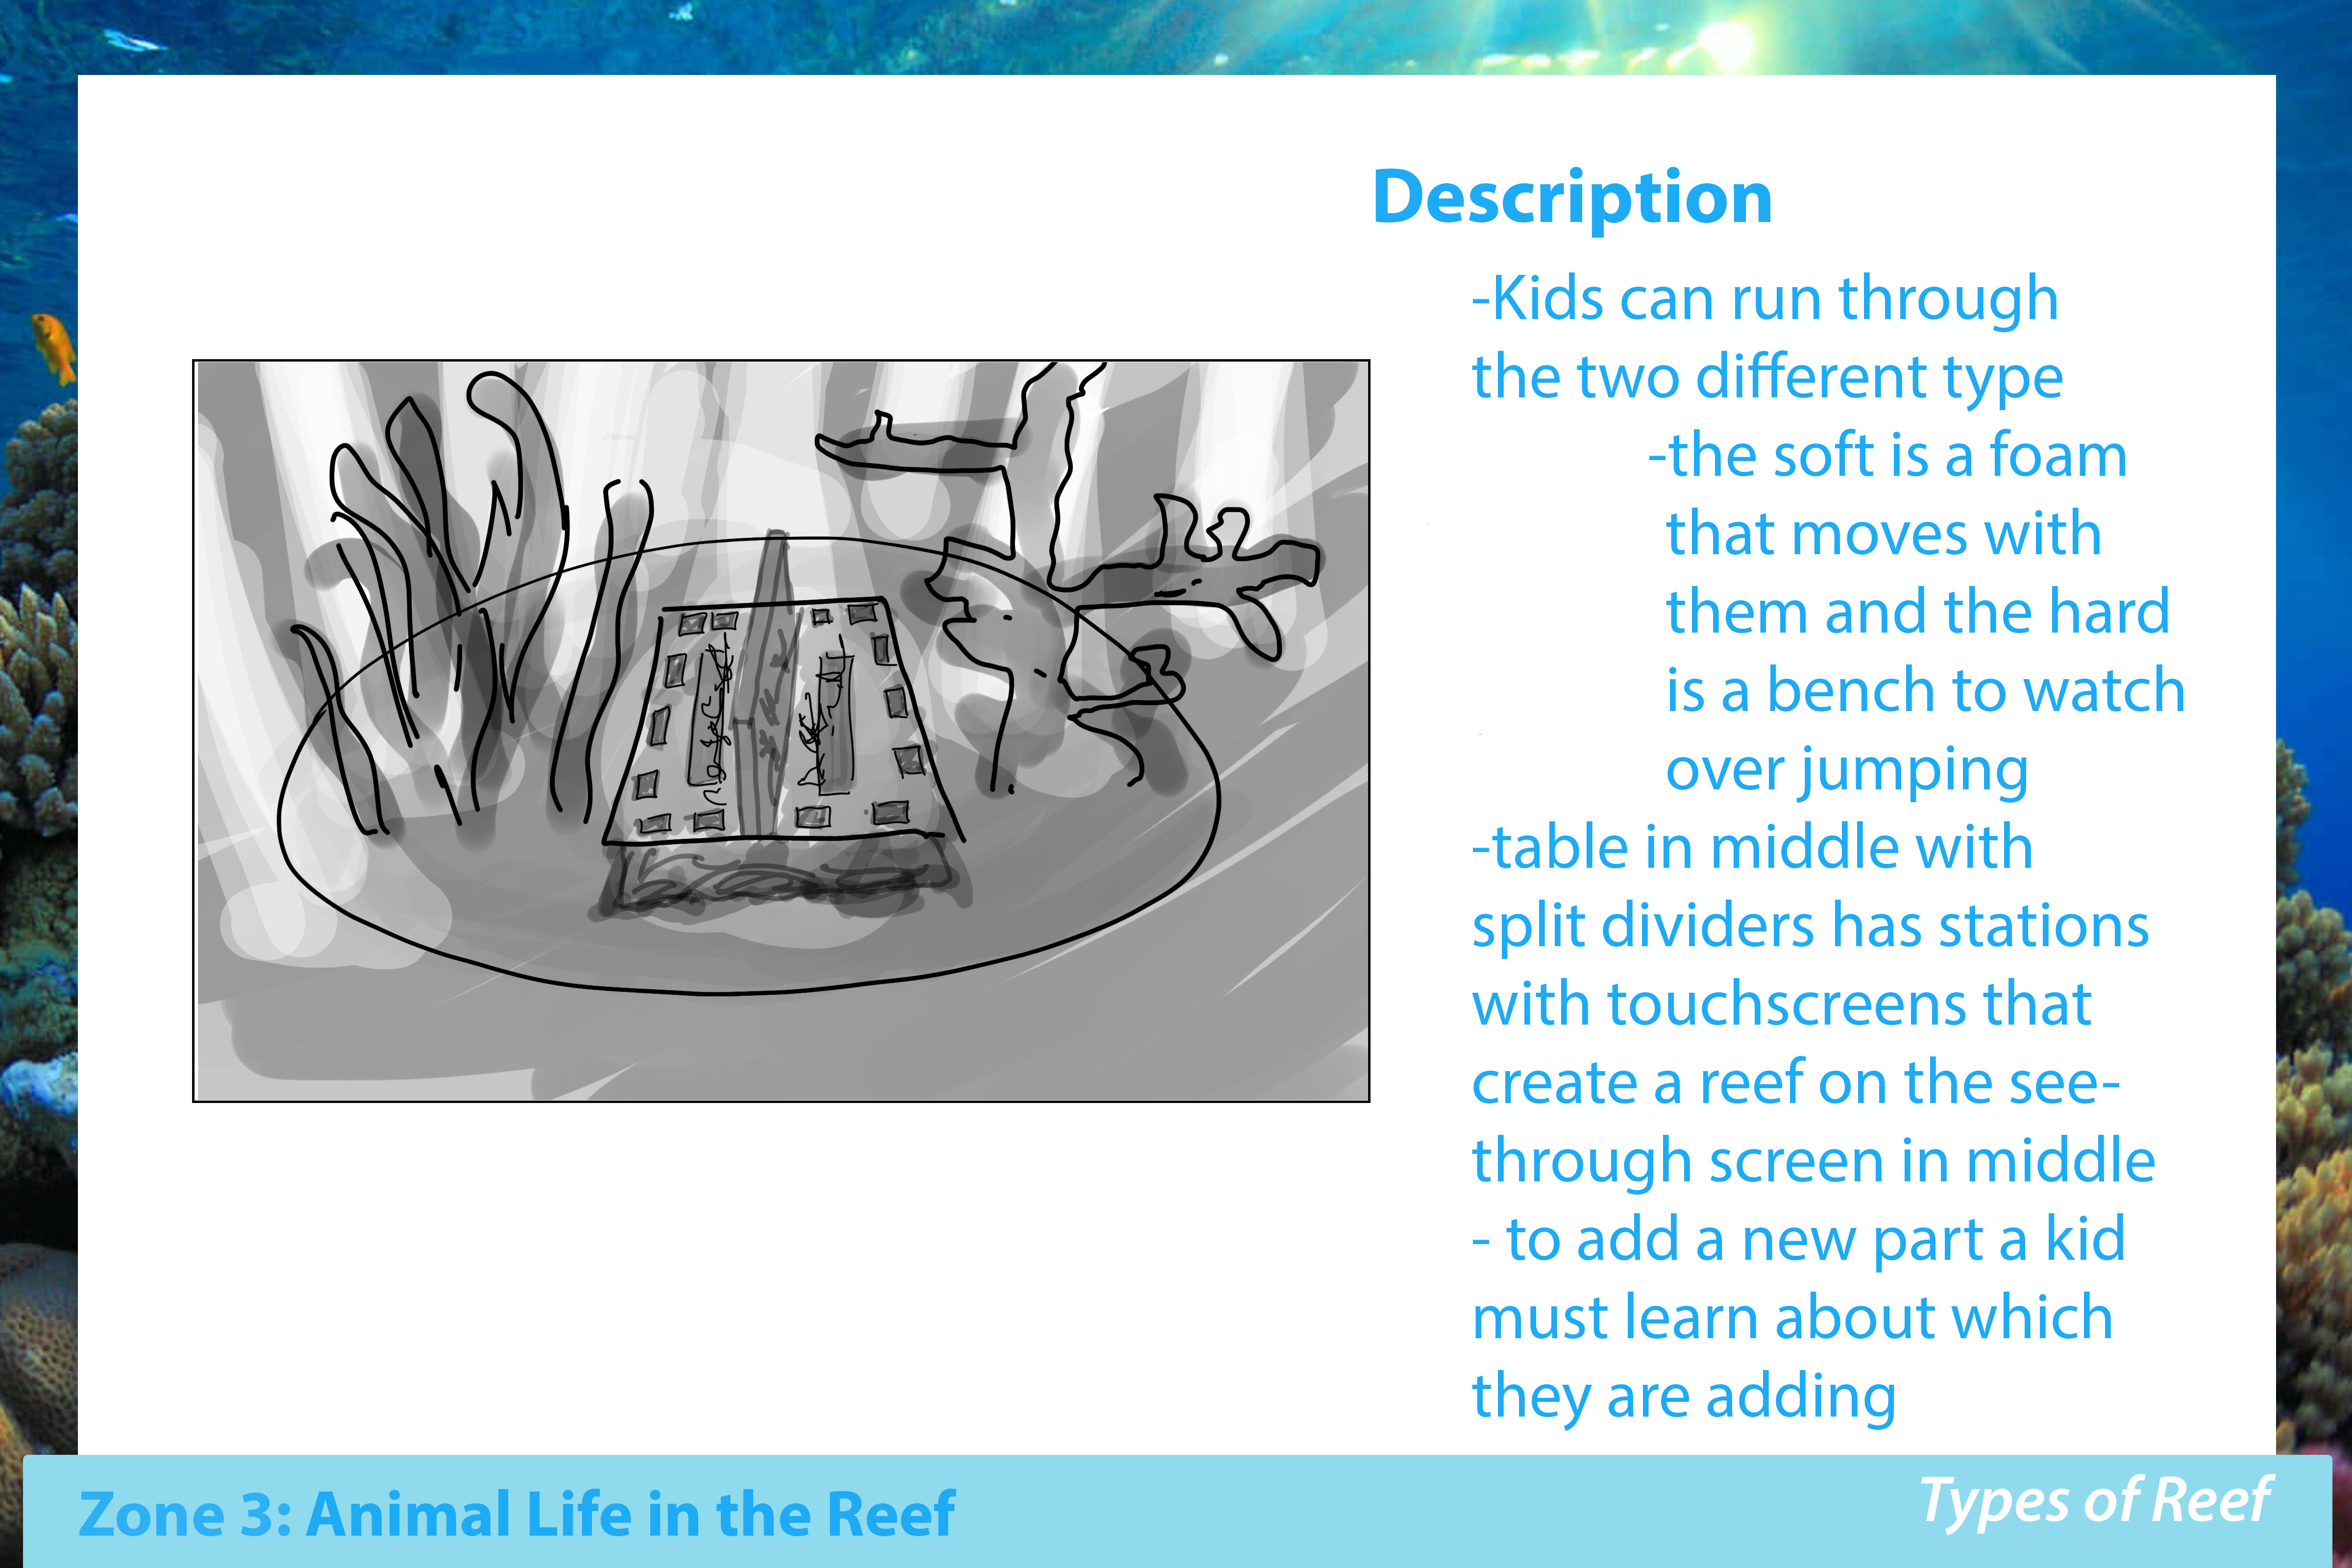 Description
-Kids can run through
the two different type
-the soft is a foam
that moves with
them and the hard
is a bench to watch
over jumping
-table in middle with
split dividers has stations
with touchscreens that
create a reef on the see-
through screen in middle
- to add a new part a kid
must learn about which
they are adding
Zone 3: Animal Life in the Reef
Types of Reef